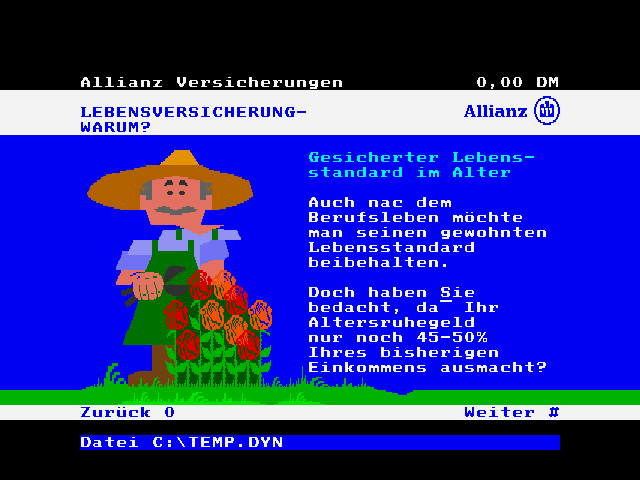 Allianz Versicherungen 0,00 DM
LEBENSVERSICHERUNG-
WARUM?
Allianz
Gesicherter Lebens-
standard im Alter
Auch nac dem
Berufsleben möchte
man seinen gewohnten
Lebensstandard
beibehalten.
Doch haben Sie
bedacht, da Ihr
Altersruhegeld
nur noch 45-50%
Ihres bisherigen
Einkommens ausmacht?
Zurück 0 Weiter #
Datei C:\TEMP.DYN